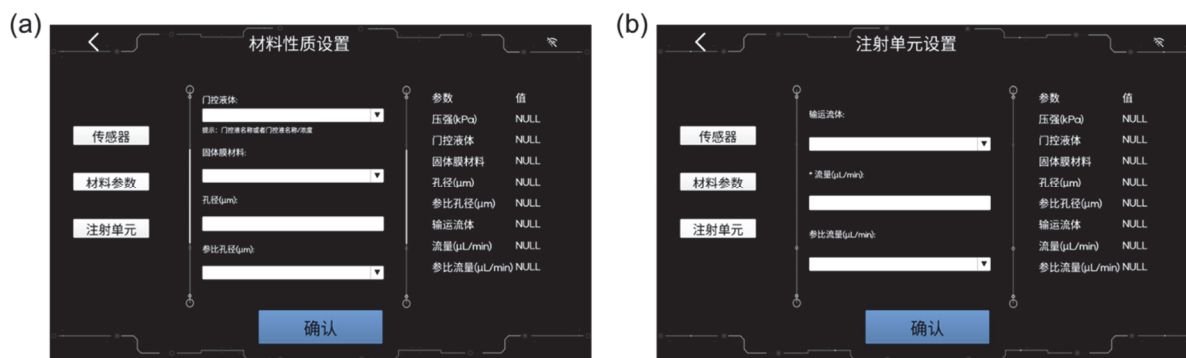 (a)
材料性质设置
传感器
材料参数
注射单元
门控液体:
提示: 门控液名称或者门控液名称/浓度
固体膜材料:
孔径(μm):
参比孔径(μm):
参数 值
压强(kPa) NULL
门控液体 NULL
固体膜材料 NULL
孔径(μm) NULL
参比孔径(μm) NULL
输运流体 NULL
流量(μL/min) NULL
参比流量(μL/min) NULL
确认
(b)
注射单元设置
传感器
材料参数
注射单元
输运流体:
* 流量(μL/min):
参比流量(μL/min):
参数 值
压强(kPa) NULL
门控液体 NULL
固体膜材料 NULL
孔径(μm) NULL
参比孔径(μm) NULL
输运流体 NULL
流量(μL/min) NULL
参比流量(μL/min) NULL
确认